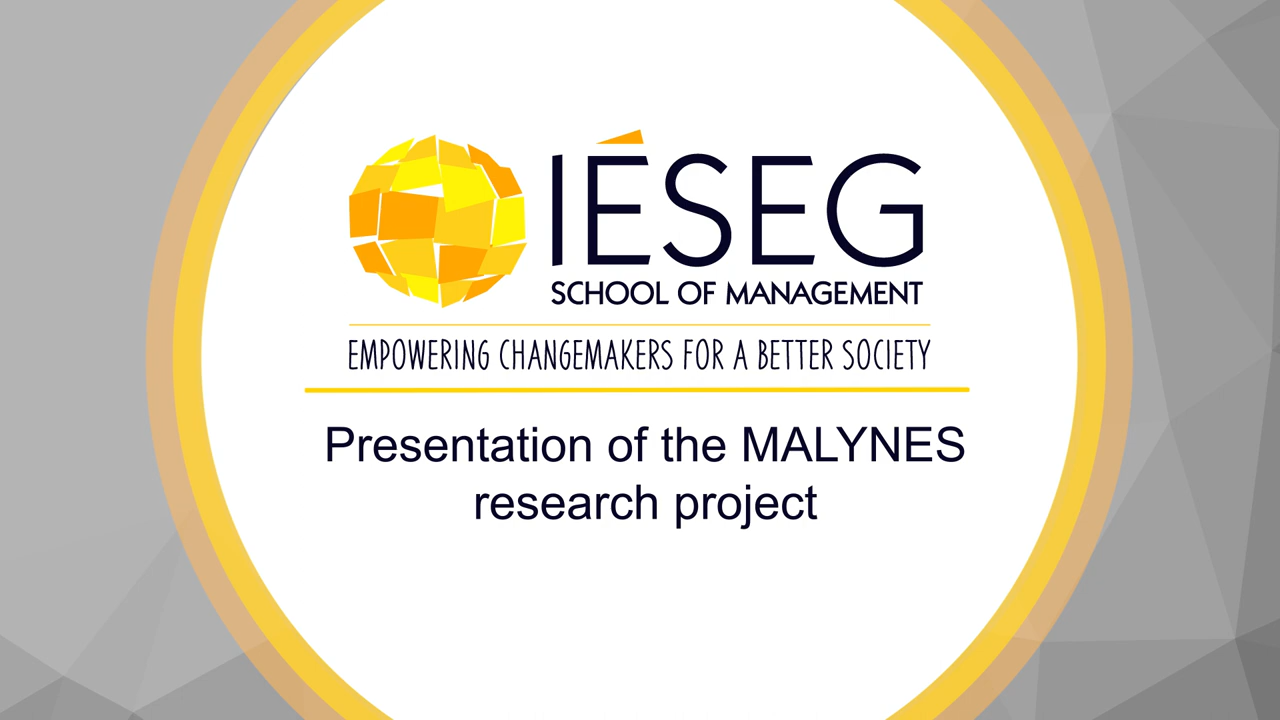 IÉSEG
SCHOOL OF MANAGEMENT
EMPOWERING CHANGEMAKERS FOR A BETTER SOCIETY
Presentation of the MALYNES
research project